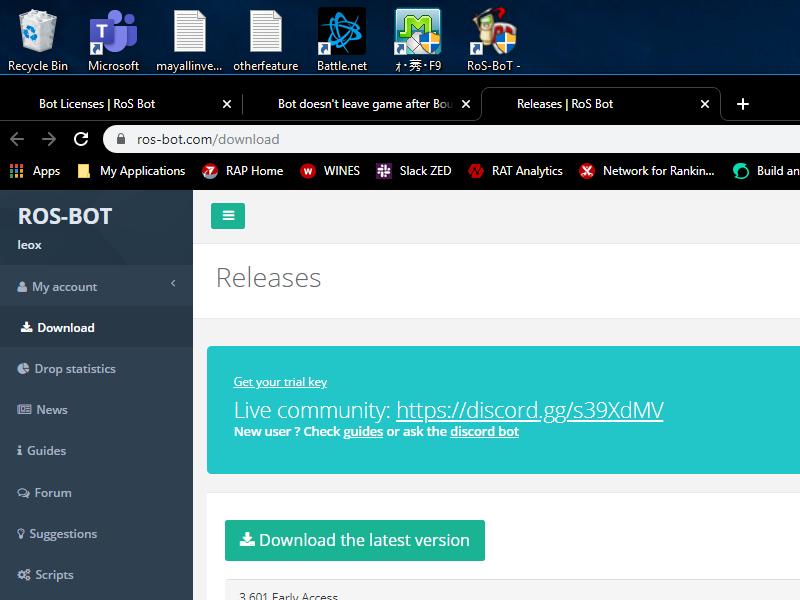 Recycle Bin
Microsoft
mayallinve...
otherfeature
Battle.net
ｫ･莠･F9
RoS-BoT -
Bot Licenses | RoS Bot
Bot doesn't leave game after Bou
Releases | RoS Bot
ros-bot.com/download
Apps
My Applications
RAP Home
WINES
Slack ZED
RAT Analytics
Network for Rankin...
Build an
ROS-BOT
leox
My account
Download
Drop statistics
News
Guides
Forum
Suggestions
Scripts
Releases
Get your trial key
Live community: https://discord.gg/s39XdMV
New user ? Check guides or ask the discord bot
Download the latest version
3.601 Early Access